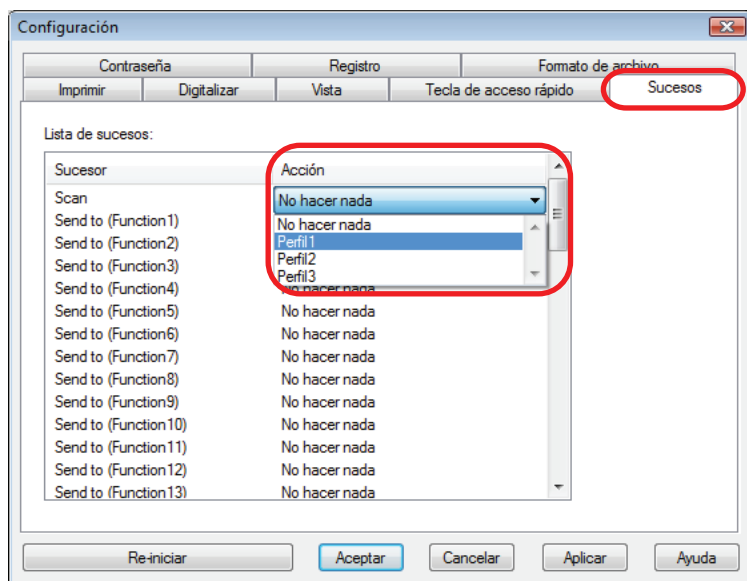 Configuración
Contraseña Registro Formato de archivo
Imprimir Digitalizar Vista Tecla de acceso rápido Sucesos
Lista de sucesos:
Sucesor Acción
Scan No hacer nada
Send to (Function1) No hacer nada
Send to (Function2) Perfil1
Send to (Function3) Perfil2
Perfil3
Send to (Function4) No hacer nada
Send to (Function5) No hacer nada
Send to (Function6) No hacer nada
Send to (Function7) No hacer nada
Send to (Function8) No hacer nada
Send to (Function9) No hacer nada
Send to (Function10) No hacer nada
Send to (Function11) No hacer nada
Send to (Function12) No hacer nada
Send to (Function13) No hacer nada
Re-iniciar Aceptar Cancelar Aplicar Ayuda